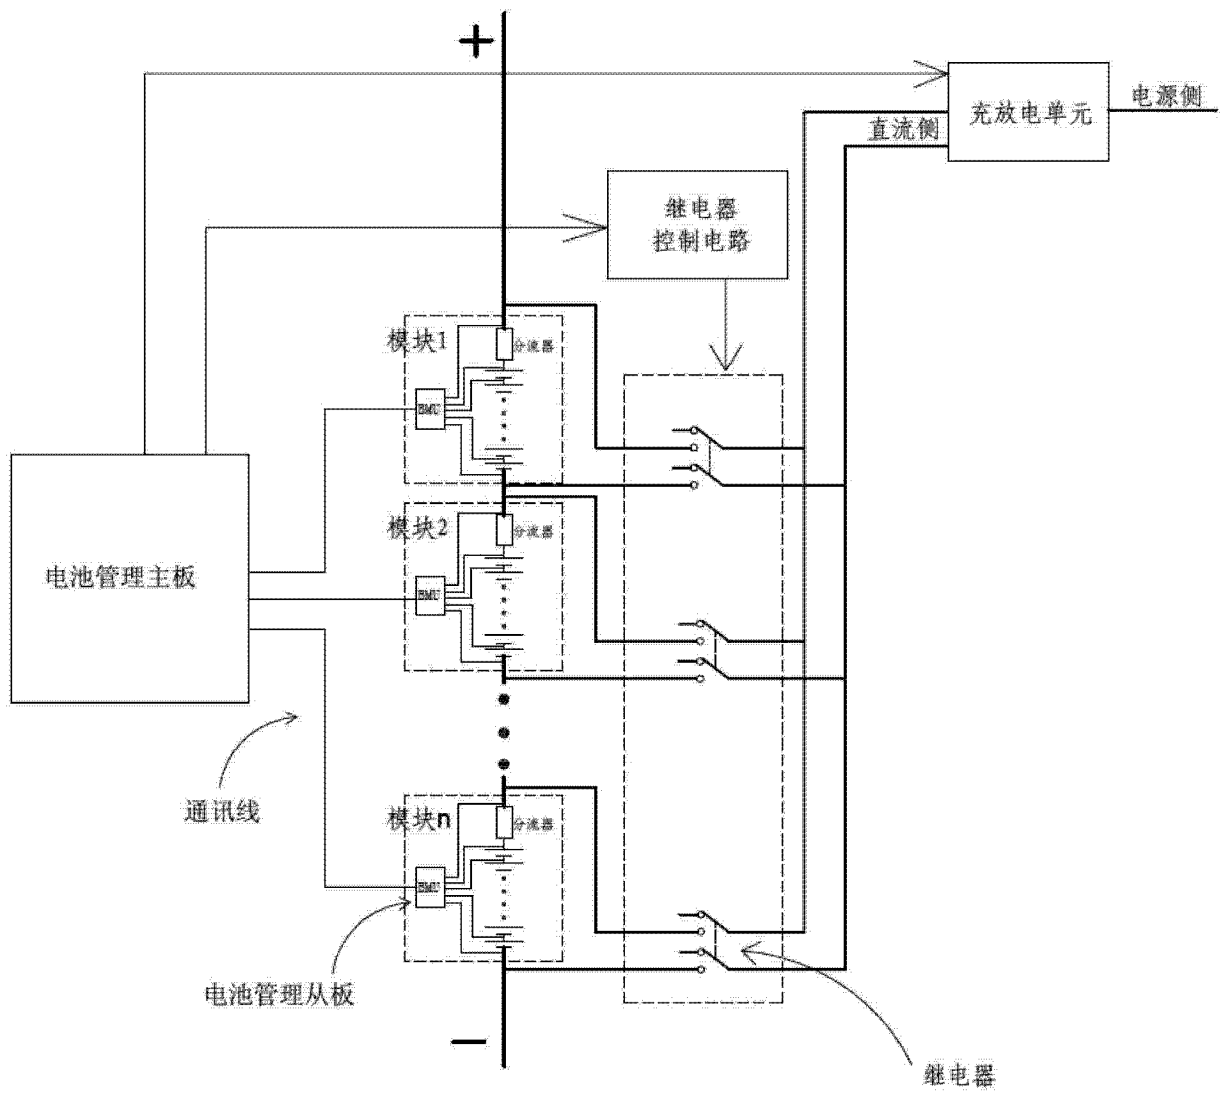 +
电源侧
充放电单元
直流侧
继电器
控制电路
模块1
分流器
BMU
模块2
分流器
BMU
电池管理主板
通讯线
模块n
分流器
BMU
电池管理从板
继电器